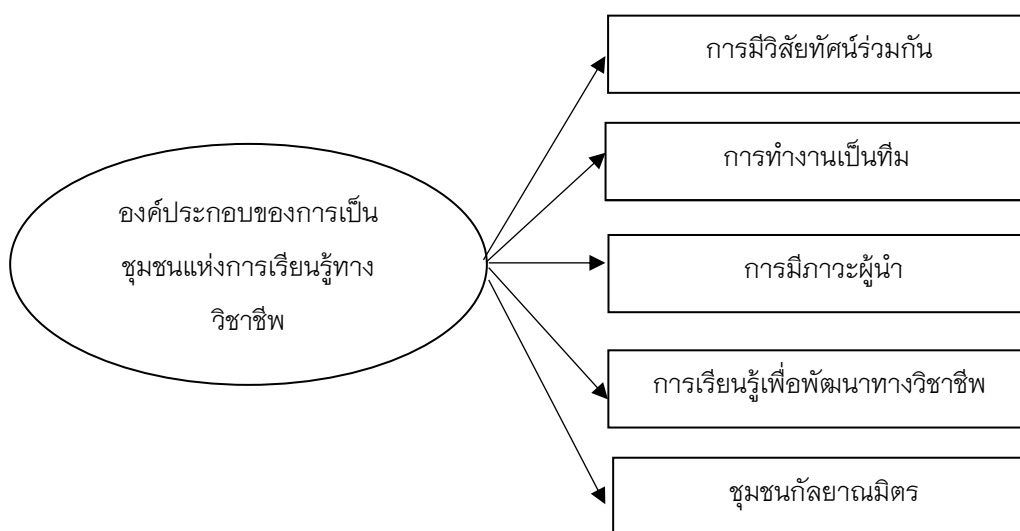 การมีวิสัยทัศน์ร่วมกัน
การทำงานเป็นทีม
องค์ประกอบของการเป็น
ชุมชนแห่งการเรียนรู้ทาง
วิชาชีพ
การมีภาวะผู้นำ
การเรียนรู้เพื่อพัฒนาทางวิชาชีพ
ชุมชนกัลยาณมิตร